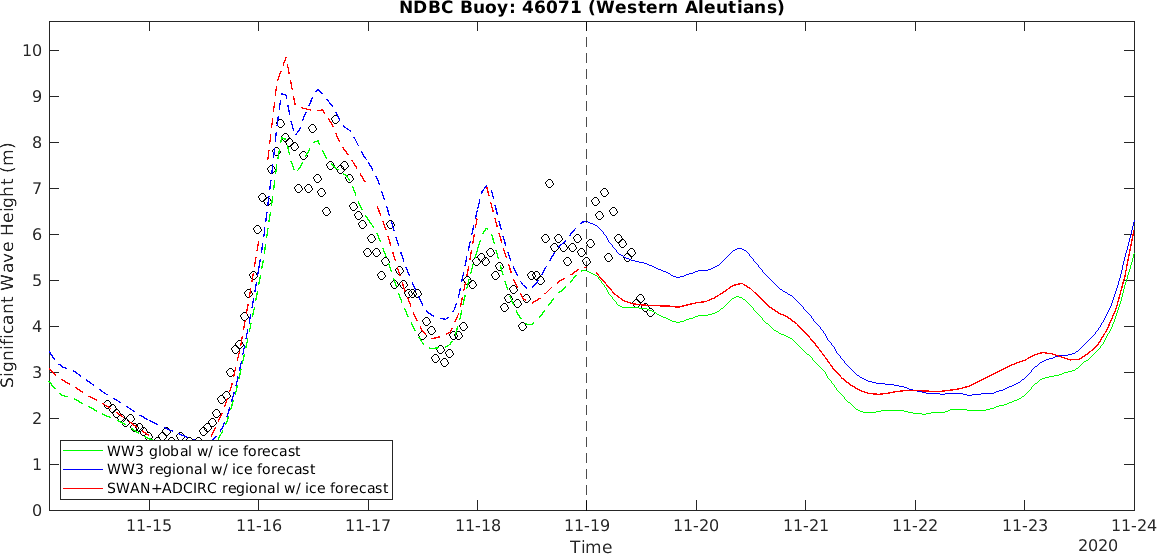 NDBC Buoy: 46071 (Western Aleutians)
Significant Wave Height (m)
10
9
8
7
6
5
4
3
2
1
0
WW3 global w/ ice forecast
WW3 regional w/ ice forecast
SWAN+ADCIRC regional w/ ice forecast
11-15 11-16 11-17 11-18 11-19 11-20 11-21 11-22 11-23 11-24
Time
2020